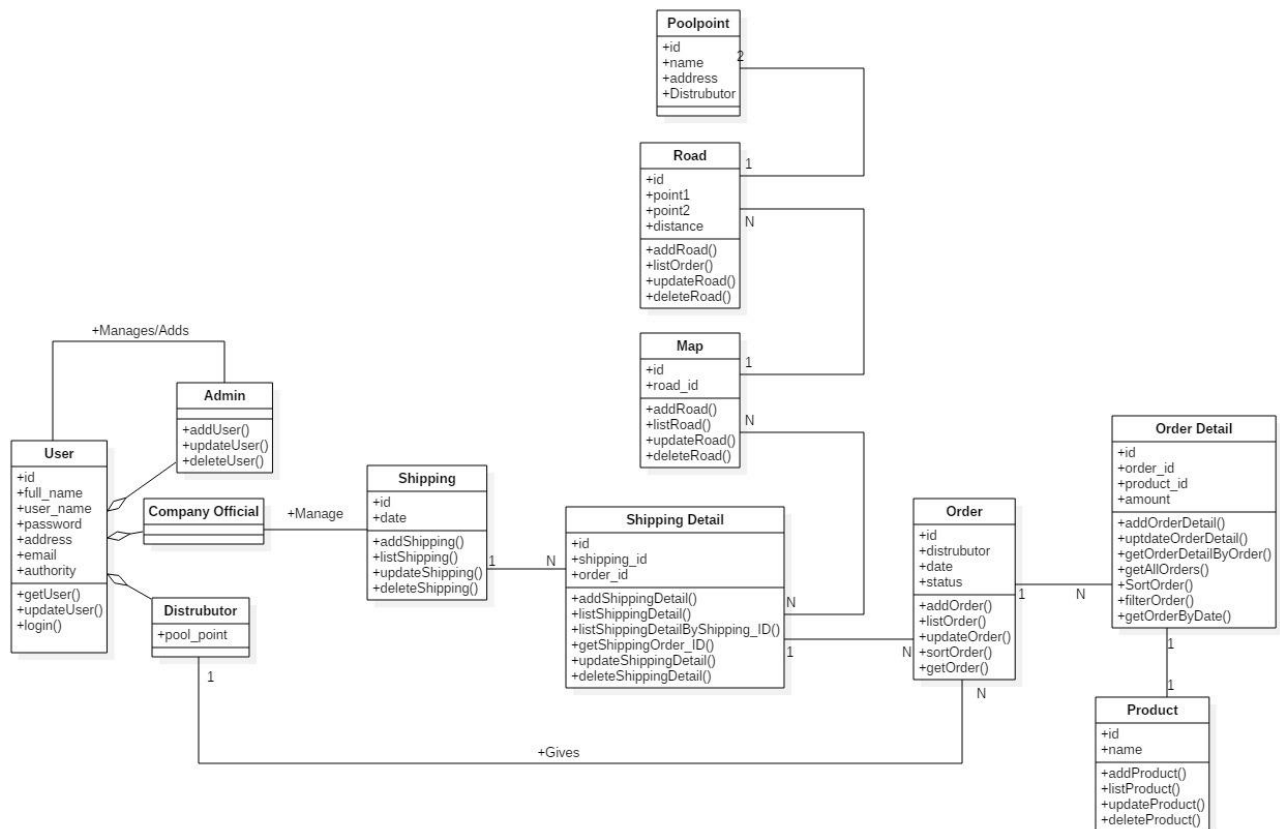 Poolpoint
+id
+name
+address
+Distrubutor
2
1
Road
+id
+point1
+point2
+distance
+addRoad()
+listOrder()
+updateRoad()
+deleteRoad()
N
1
Map
+id
+road_id
+addRoad()
+listRoad()
+updateRoad()
+deleteRoad()
N
+Manages/Adds
Admin
+addUser()
+updateUser()
+deleteUser()
User
+id
+full_name
+user_name
+password
+address
+email
+authority
+getUser()
+updateUser()
+login()
Company Official
+Manage
Distrubutor
+pool_point
1
Shipping
+id
+date
+addShipping()
+listShipping()
+updateShipping()
+deleteShipping()
1
N
Shipping Detail
+id
+shipping_id
+order_id
+addShippingDetail()
+listShippingDetail()
+listShippingDetailByShipping_ID()
+getShippingOrder_ID()
+updateShippingDetail()
+deleteShippingDetail()
N
1
N
Order
+id
+distrubutor
+date
+status
+addOrder()
+listOrder()
+updateOrder()
+sortOrder()
+getOrder()
1
N
N
+Gives
Order Detail
+id
+order_id
+product_id
+amount
+addOrderDetail()
+uptdateOrderDetail()
+getOrderDetailByOrder()
+getAllOrders()
+SortOrder()
+filterOrder()
+getOrderByDate()
1
1
Product
+id
+name
+addProduct()
+listProduct()
+updateProduct()
+deleteProduct()